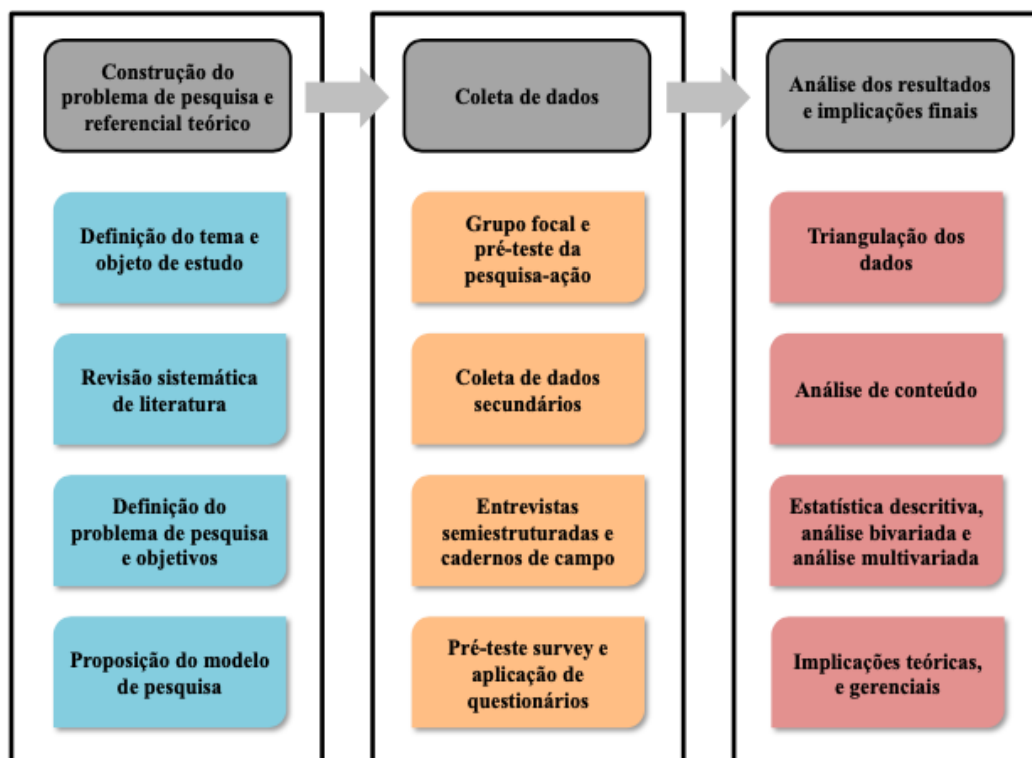 Construção do
problema de pesquisa e
referencial teórico
Definição do tema e
objeto de estudo
Revisão sistemática
de literatura
Definição do
problema de pesquisa
e objetivos
Proposição do modelo
de pesquisa
Coleta de dados
Grupo focal e
pré-teste da
pesquisa-ação
Coleta de dados
secundários
Entrevistas
semiestruturadas e
cadernos de campo
Pré-teste survey e
aplicação de
questionários
Análise dos resultados
e implicações finais
Triangulação dos
dados
Análise de conteúdo
Estatística descritiva,
análise bivariada e
análise multivariada
Implicações teóricas,
e gerenciais